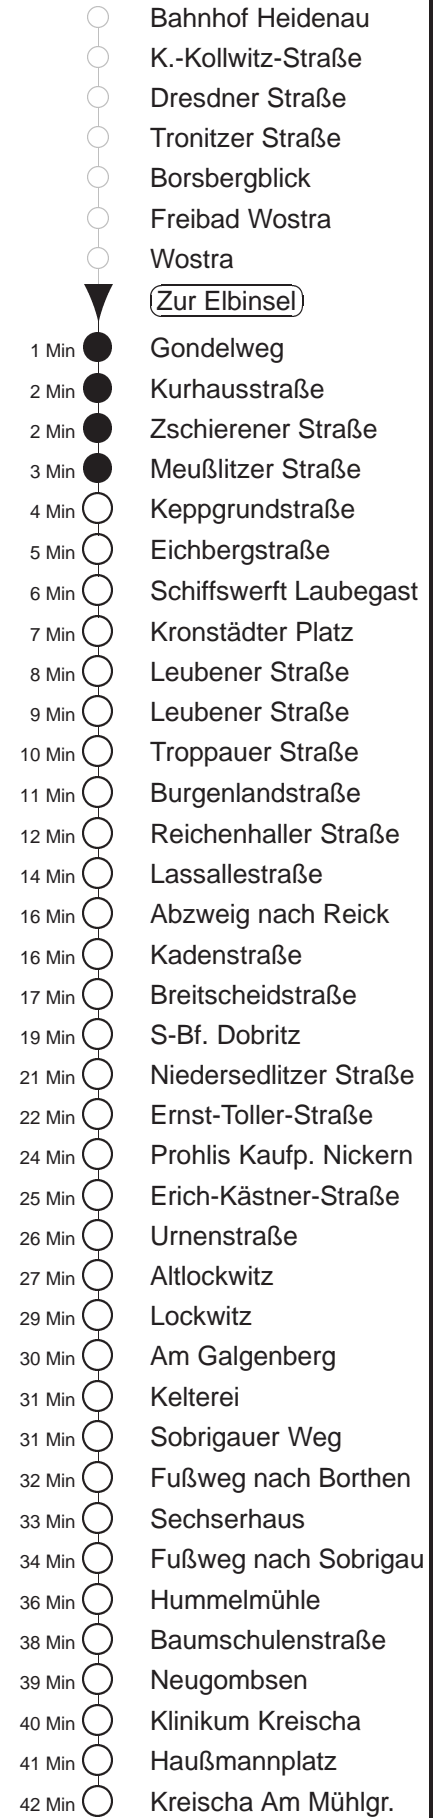 Bahnhof Heidenau
K.-Kollwitz-Straße
Dresdner Straße
Tronitzer Straße
Borsbergblick
Freibad Wostra
Wostra
Zur Elbinsel
1 Min Gondelweg
2 Min Kurhausstraße
2 Min Zschierener Straße
3 Min Meußlitzer Straße
4 Min Keppgrundstraße
5 Min Eichbergstraße
6 Min Schiffswerft Laubegast
7 Min Kronstädter Platz
8 Min Leubener Straße
9 Min Leubener Straße
10 Min Troppauer Straße
11 Min Burgenlandstraße
12 Min Reichenhaller Straße
14 Min Lassallestraße
16 Min Abzweig nach Reick
16 Min Kadenstraße
17 Min Breitscheidstraße
19 Min S-Bf. Dobritz
21 Min Niedersedlitzer Straße
22 Min Ernst-Toller-Straße
24 Min Prohlis Kaufp. Nickern
25 Min Erich-Kästner-Straße
26 Min Urnenstraße
27 Min Altlockwitz
29 Min Lockwitz
30 Min Am Galgenberg
31 Min Kelterei
31 Min Sobrigauer Weg
32 Min Fußweg nach Borthen
33 Min Sechserhaus
34 Min Fußweg nach Sobrigau
36 Min Hummelmühle
38 Min Baumschulenstraße
39 Min Neugombsen
40 Min Klinikum Kreischa
41 Min Haußmannplatz
42 Min Kreischa Am Mühlgr.